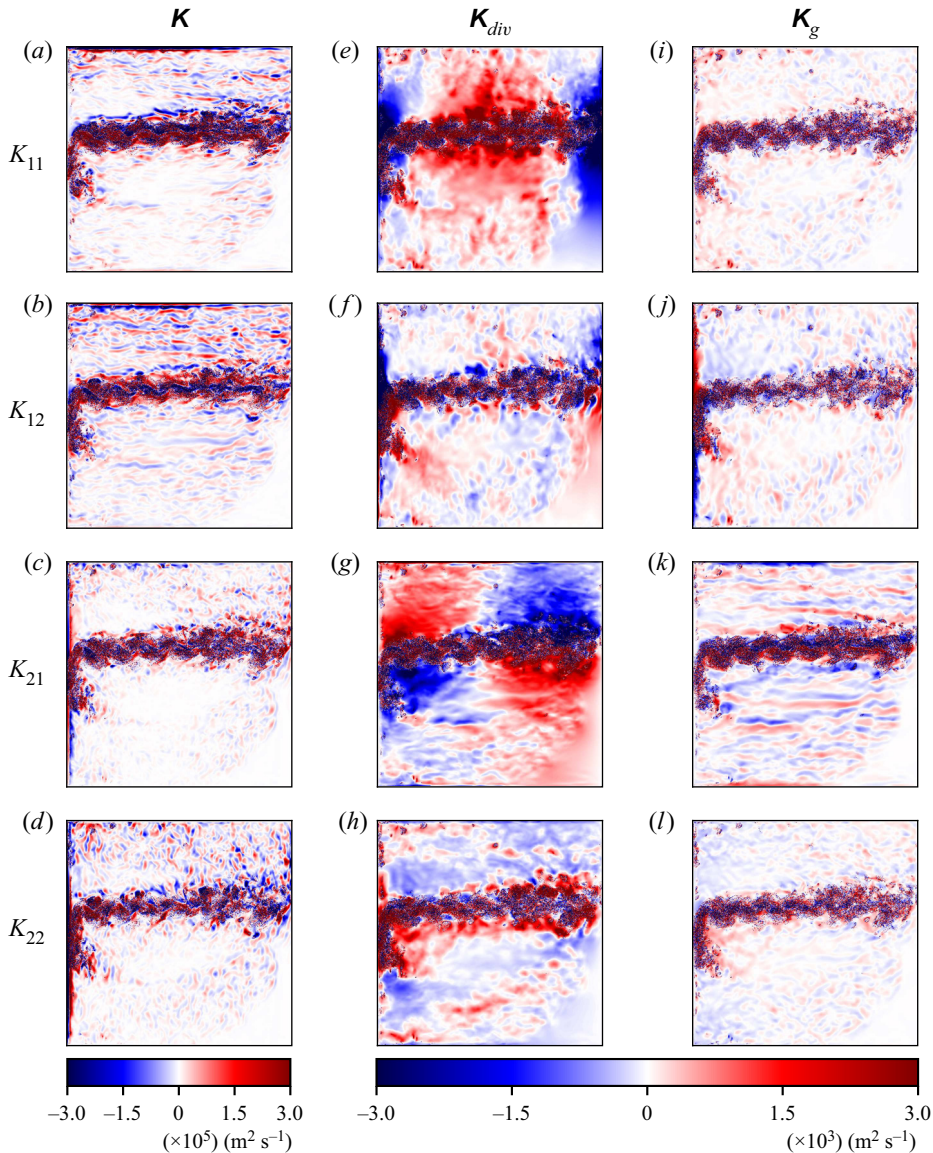 K K_div K_g
(a) (e) (i)
K_11
(b) (f) (j)
K_12
(c) (g) (k)
K_21
(d) (h) (l)
K_22
–3.0 –1.5 0 1.5 3.0 –3.0 –1.5 0 1.5 3.0
(×10^5) (m^2 s^–1) (×10^3) (m^2 s^–1)